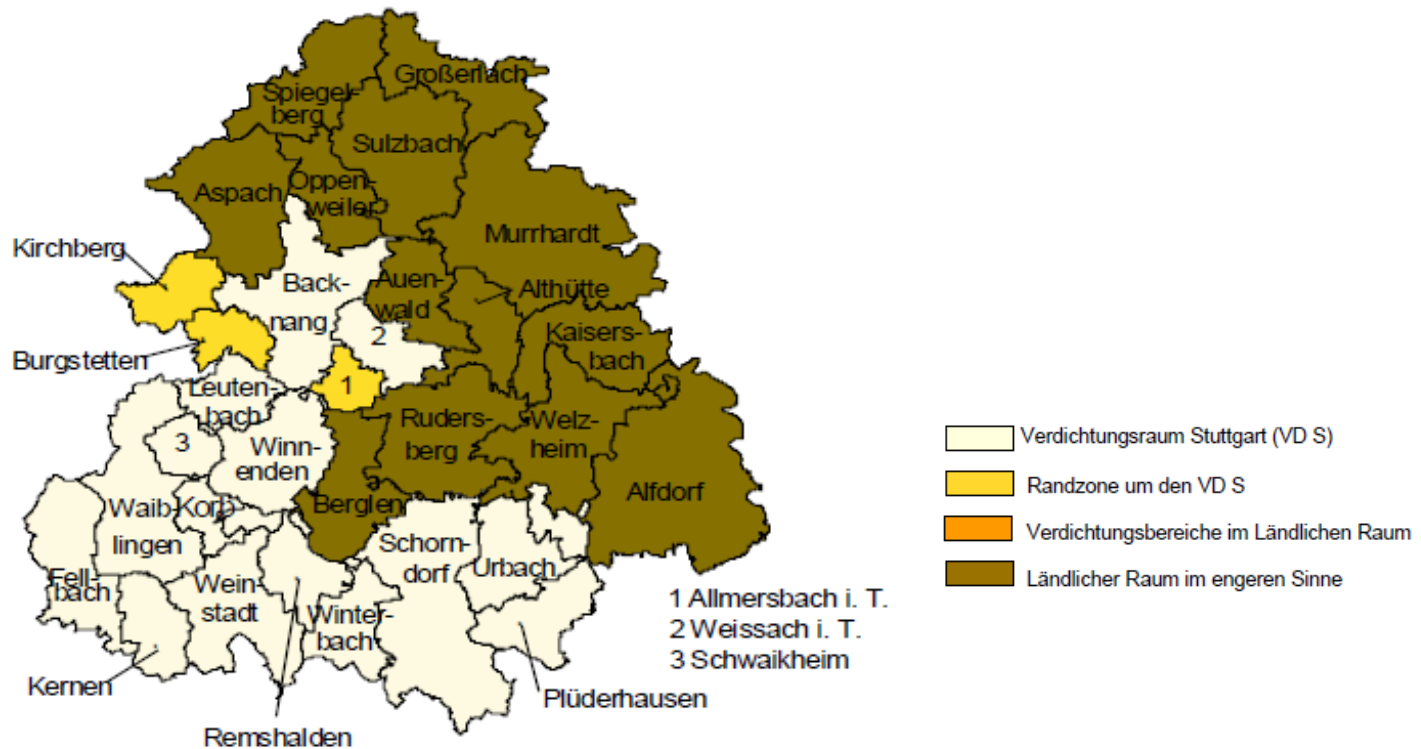 Großerlach
Spiegel-
berg
Sulzbach
Oppen-
weiler
Aspach
Murrhardt
Kirchberg
Back-
nang
Auen-
wald
Althütte
2
Kaisers-
bach
Burgstetten
1
Leuten-
bach
Ruders-
berg
Welz-
heim
3
Winn-
enden
Alfdorf
Berglen
Waib
lingen
Korb
Schorn-
dorf
Urbach
Fell-
bach
Wein
stadt
Winter-
bach
Kernen
Remshalden
Plüderhausen
1 Allmersbach i. T.
2 Weissach i. T.
3 Schwaikheim
Verdichtungsraum Stuttgart (VD S)
Randzone um den VD S
Verdichtungsbereiche im Ländlichen Raum
Ländlicher Raum im engeren Sinne